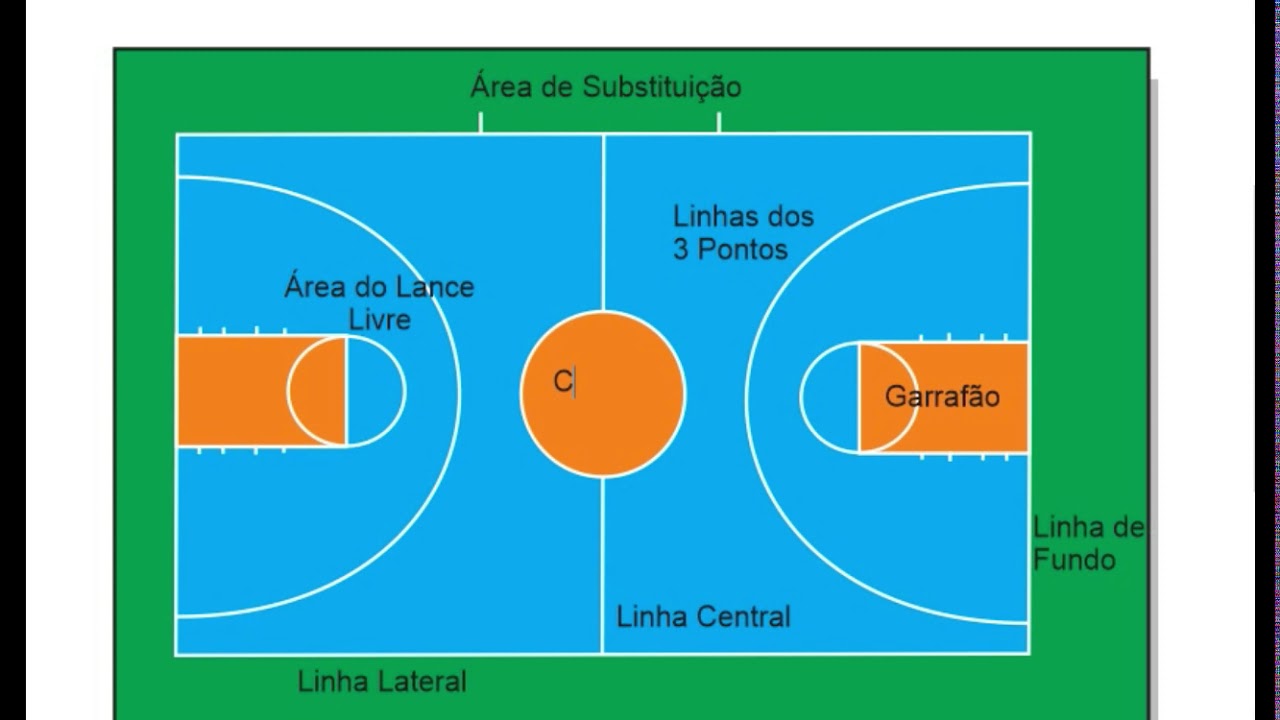 Área de Substituição
Linhas dos
3 Pontos
Área do Lance
Livre
C
Garrafão
Linha de
Fundo
Linha Central
Linha Lateral